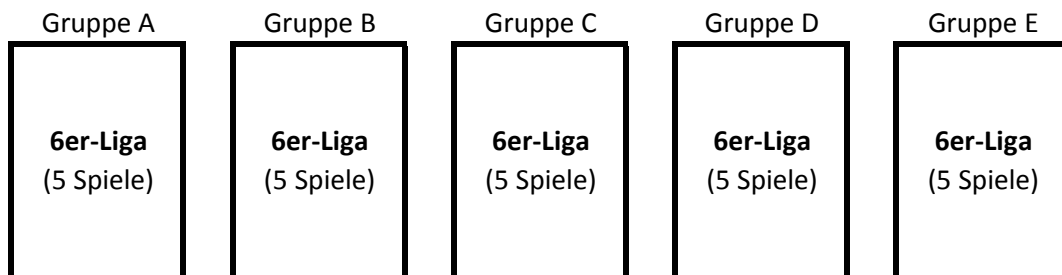 Gruppe A Gruppe B Gruppe C Gruppe D Gruppe E
6er-Liga 6er-Liga 6er-Liga 6er-Liga 6er-Liga
(5 Spiele) (5 Spiele) (5 Spiele) (5 Spiele) (5 Spiele)